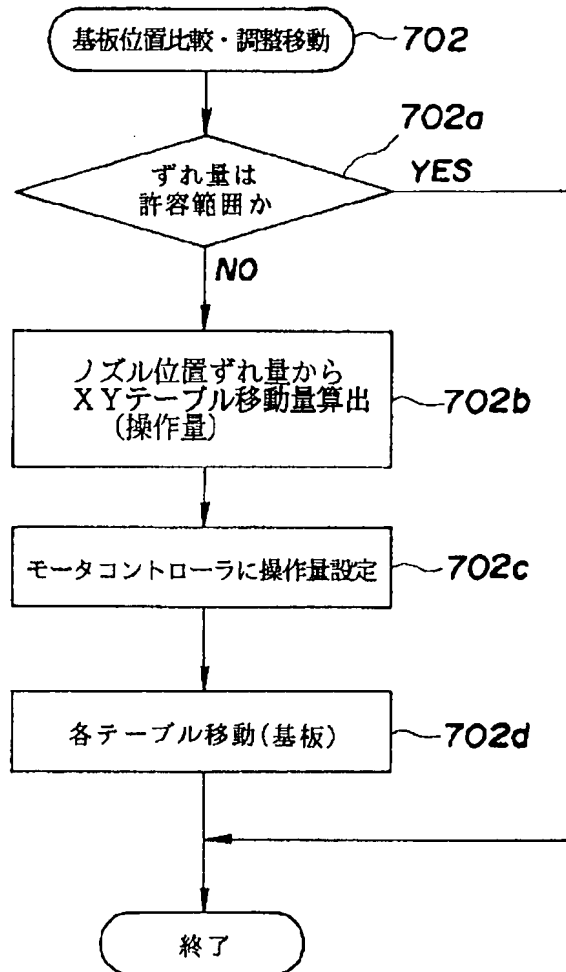 基板位置比較・調整移動
702
702a
ずれ量は
許容範囲か
YES
NO
ノズル位置ずれ量から
XYテーブル移動量算出
(操作量)
702b
モータコントローラに操作量設定
702c
各テーブル移動(基板)
702d
終了